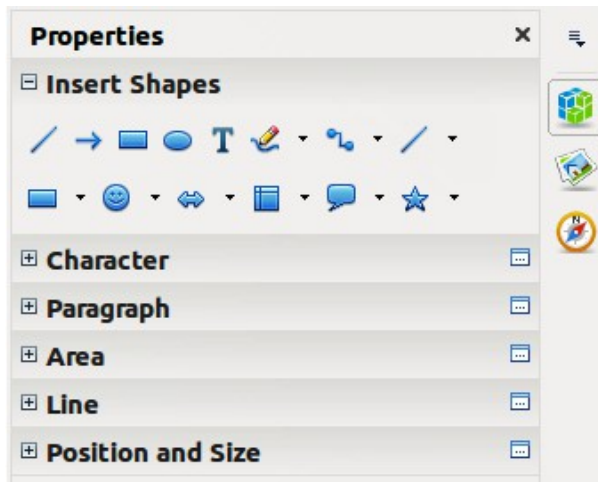 Properties
Insert Shapes
T
Character
Paragraph
Area
Line
Position and Size